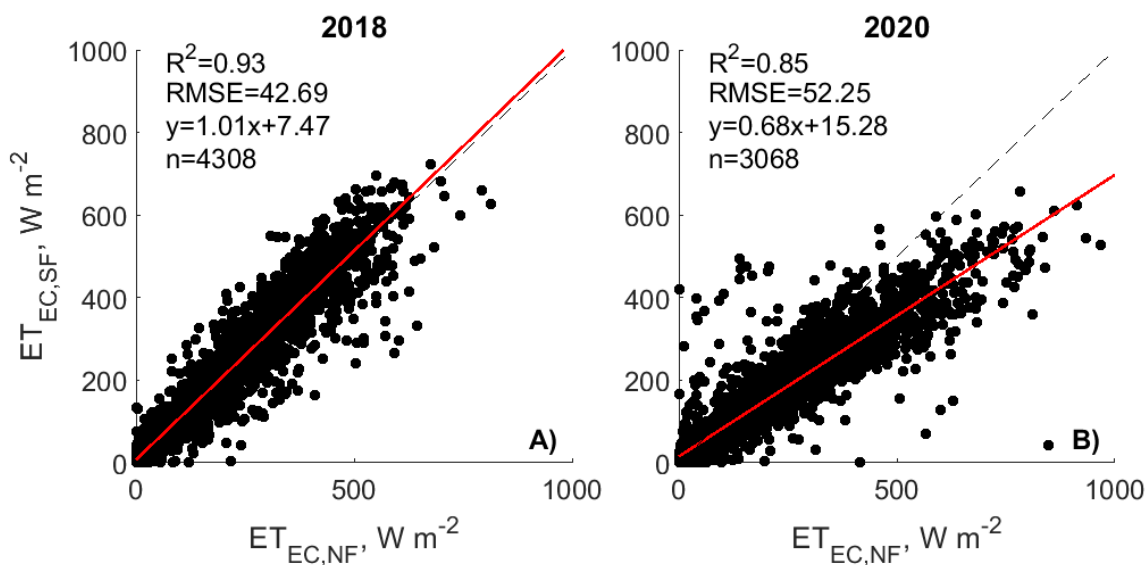 2018
R²=0.93
RMSE=42.69
y=1.01x+7.47
n=4308
1000
800
600
400
200
0
ET_EC,SF, W m⁻²
0 500 1000
ET_EC,NF, W m⁻²
A)
2020
R²=0.85
RMSE=52.25
y=0.68x+15.28
n=3068
1000
800
600
400
200
0
0 500 1000
ET_EC,NF, W m⁻²
B)